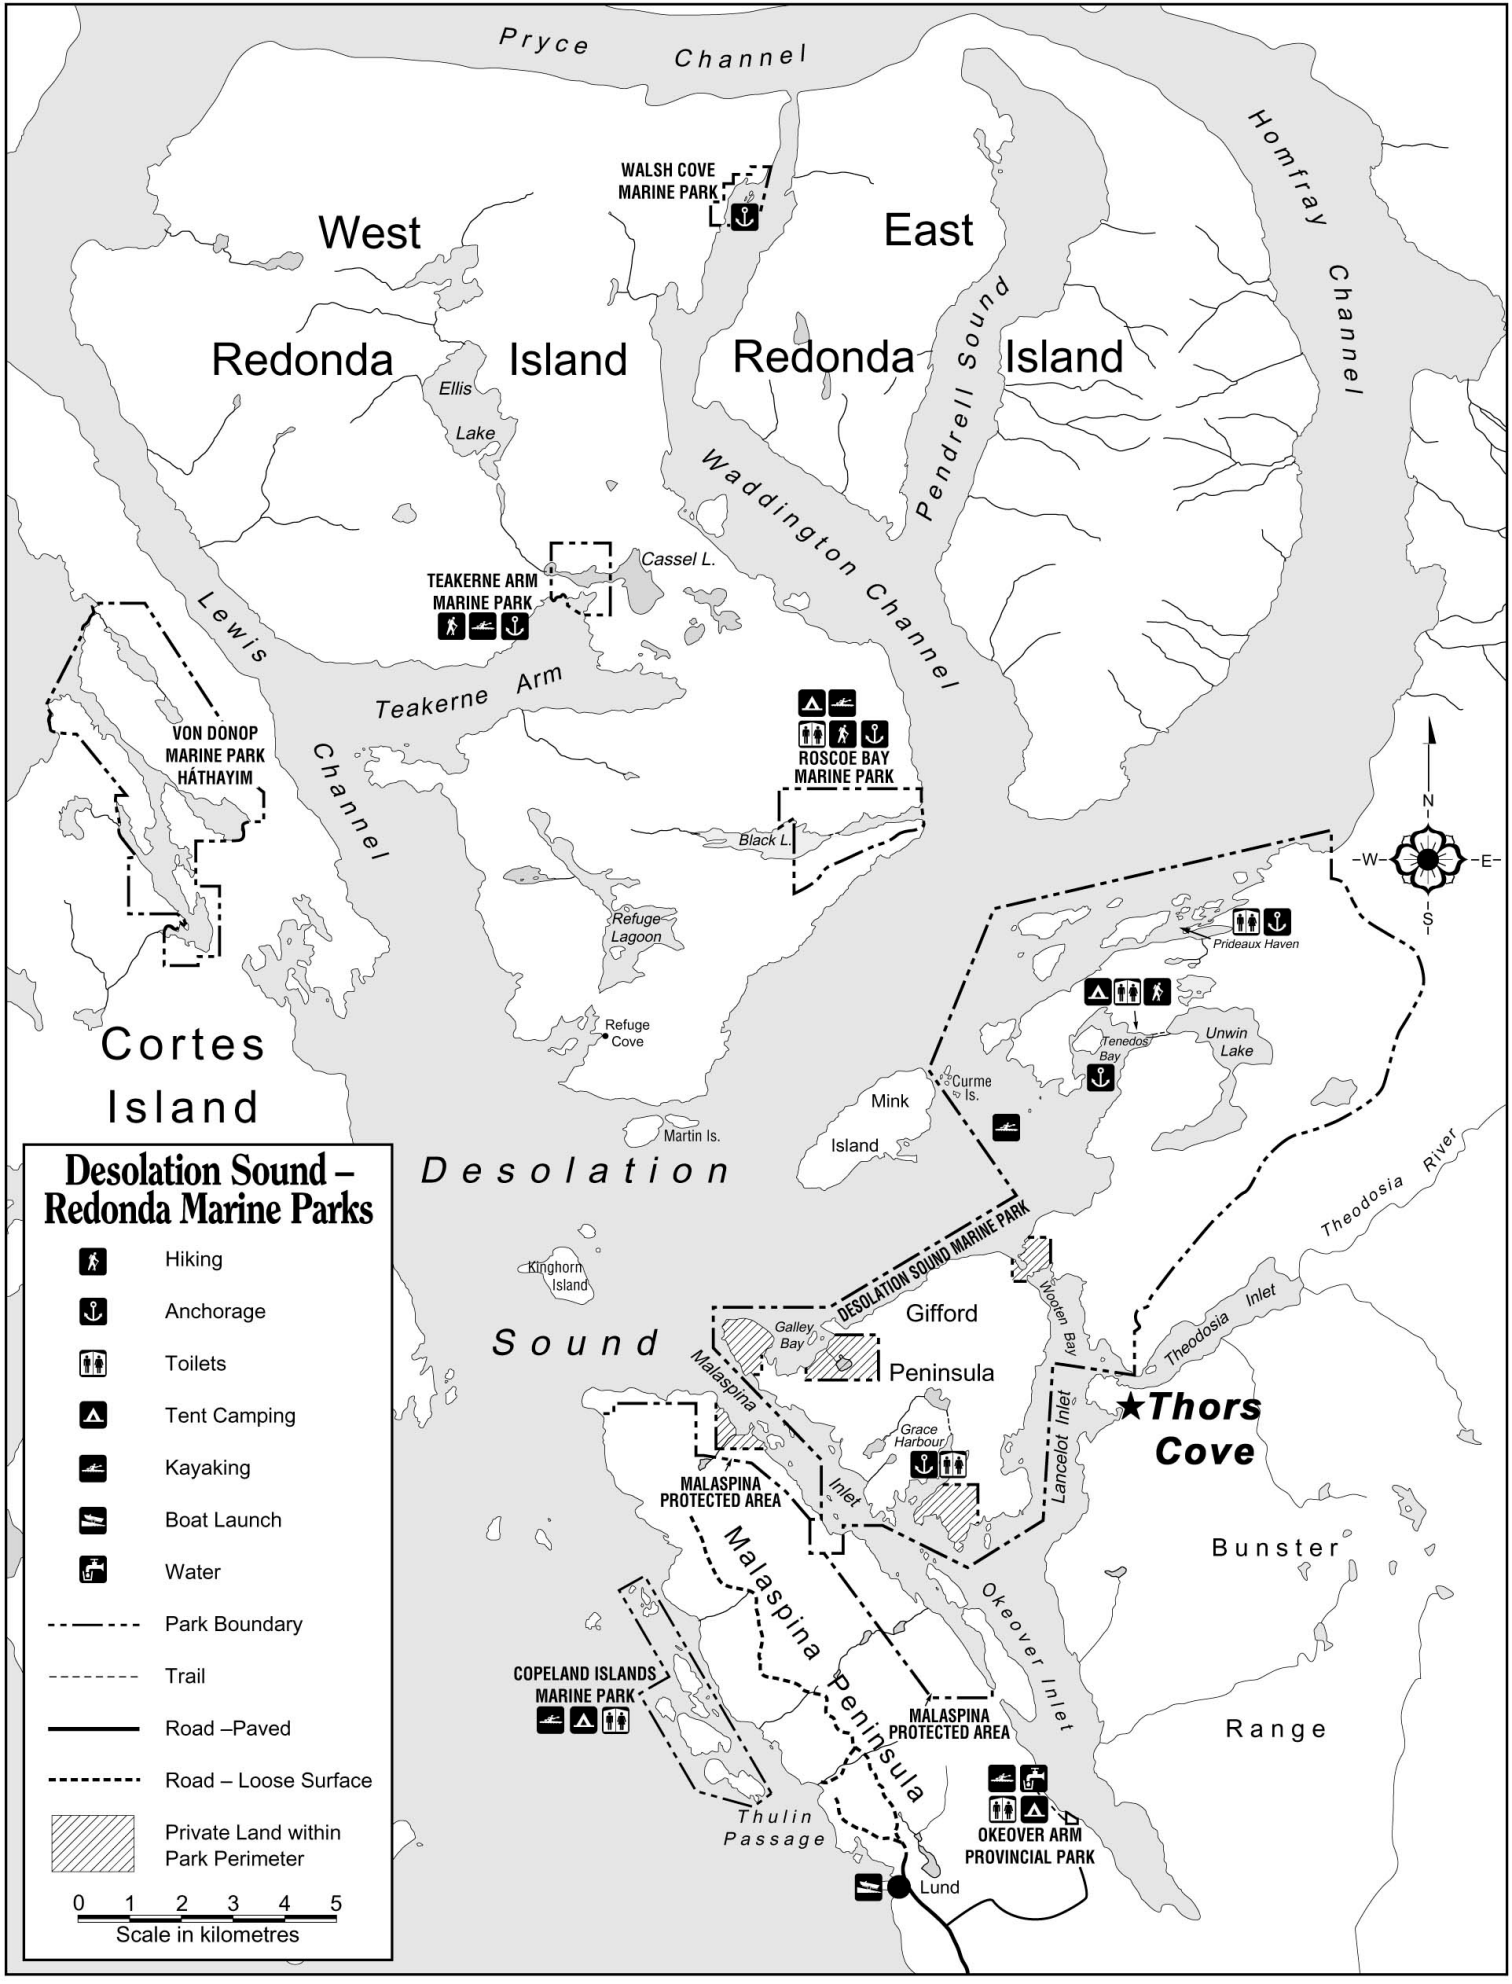 Pryce Channel
Homfray Channel
WALSH COVE
MARINE PARK
West
Redonda Island
East
Redonda Island
Pendrell Sound
Ellis
Lake
Waddington Channel
Cassel L.
TEAKERNE ARM
MARINE PARK
Lewis Channel
Teakerne Arm
VON DONOP
MARINE PARK
HÁTHAYIM
ROSCOE BAY
MARINE PARK
Black L.
N
W
E
S
Refuge
Lagoon
Prideaux Haven
Refuge
Cove
Tenedos
Bay
Unwin
Lake
Cortes
Island
Curme
Is.
Mink
Island
Martin Is.
Desolation
Sound
Theodosia River
DESOLATION SOUND MARINE PARK
Kinghorn
Island
Gifford
Peninsula
Wooten Bay
Theodosia Inlet
Galley
Bay
Malaspina
Inlet
Lancelot Inlet
Thors
Cove
Grace
Harbour
MALASPINA
PROTECTED AREA
Malaspina Peninsula
Bunster
Range
Okeover Inlet
COPELAND ISLANDS
MARINE PARK
MALASPINA
PROTECTED AREA
Thulin
Passage
OKEOVER ARM
PROVINCIAL PARK
Lund
Desolation Sound –
Redonda Marine Parks
Hiking
Anchorage
Toilets
Tent Camping
Kayaking
Boat Launch
Water
Park Boundary
Trail
Road –Paved
Road – Loose Surface
Private Land within
Park Perimeter
0 1 2 3 4 5
Scale in kilometres